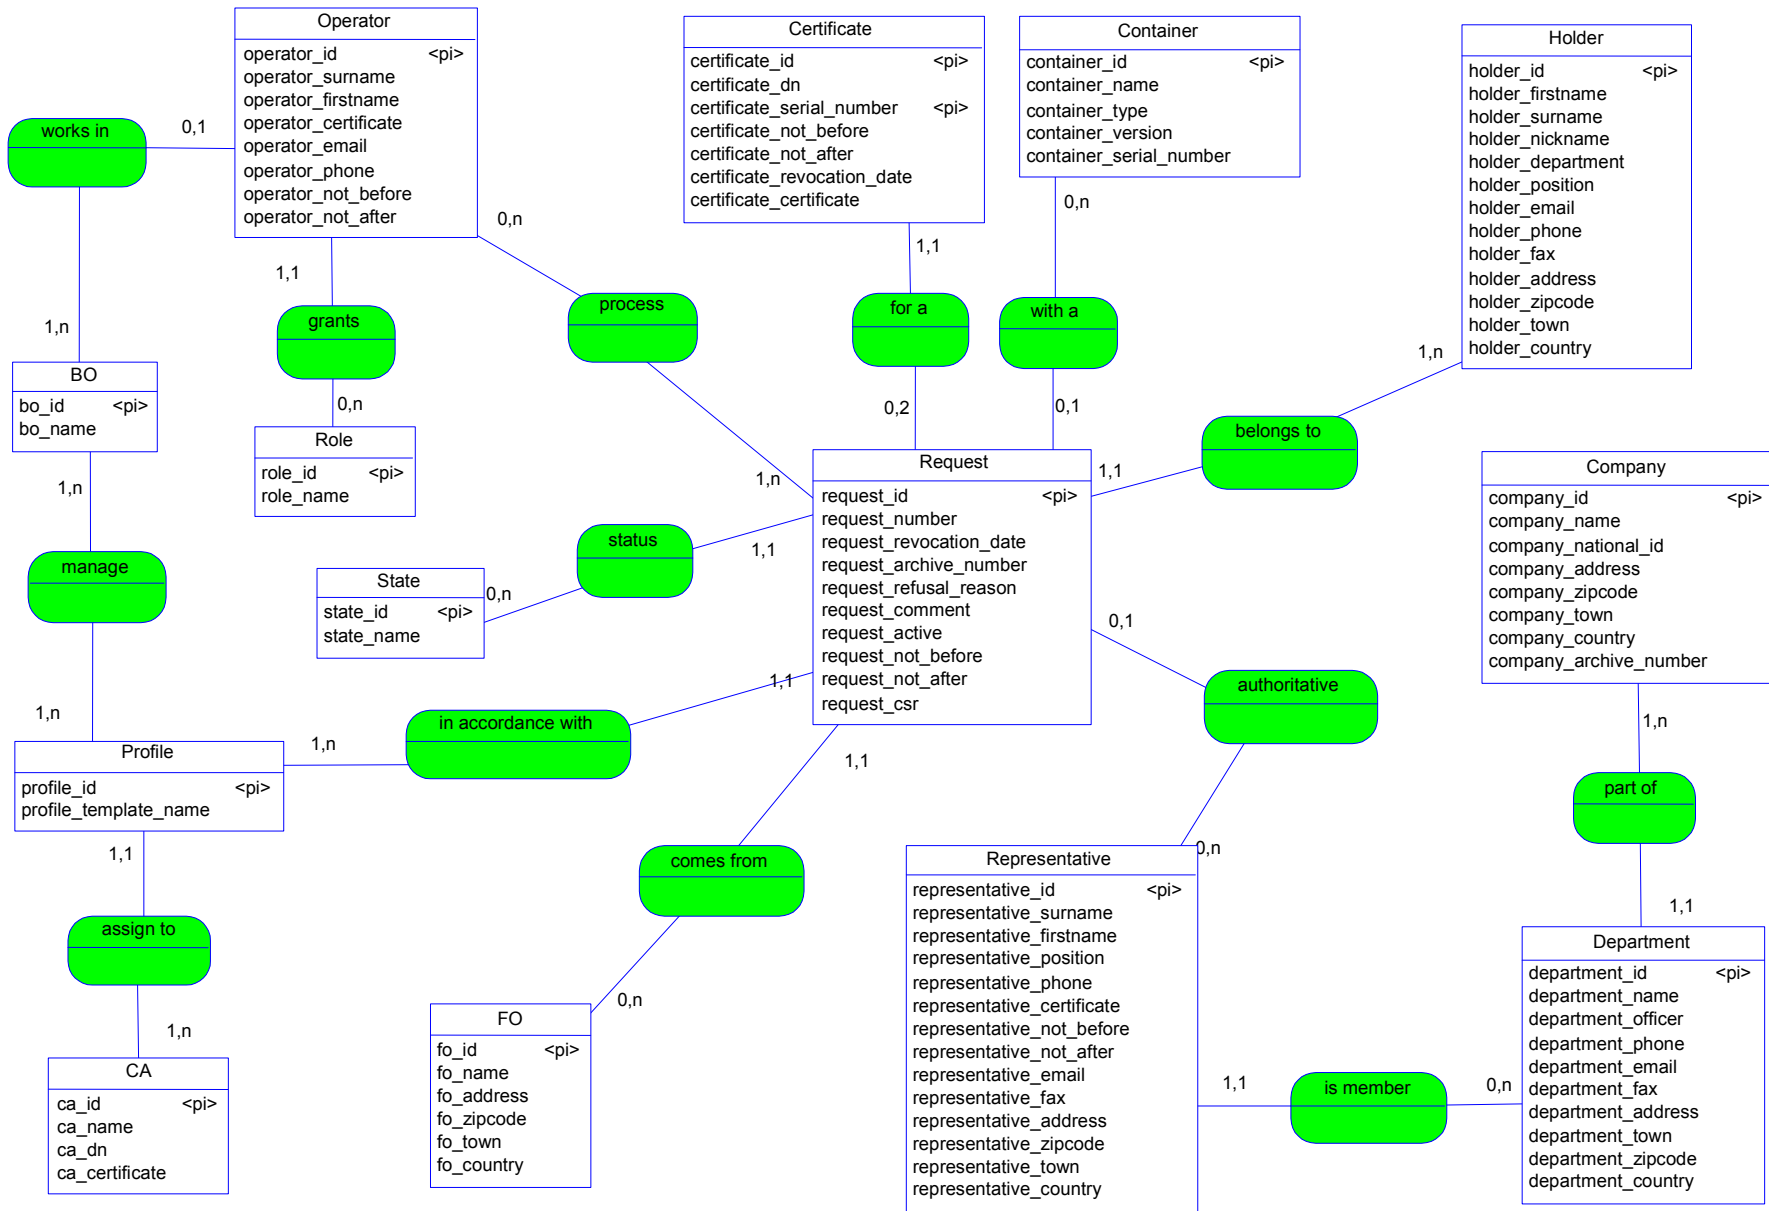 Operator
operator_id <pi>
operator_surname
operator_firstname
operator_certificate
operator_email
operator_phone
operator_not_before
operator_not_after
Certificate
certificate_id <pi>
certificate_dn
certificate_serial_number <pi>
certificate_not_before
certificate_not_after
certificate_revocation_date
certificate_certificate
Container
container_id <pi>
container_name
container_type
container_version
container_serial_number
Holder
holder_id <pi>
holder_firstname
holder_surname
holder_nickname
holder_department
holder_position
holder_email
holder_phone
holder_fax
holder_address
holder_zipcode
holder_town
holder_country
works in
0,1
1,n
0,n
1,1
grants
0,n
process
1,n
1,1
for a
0,2
0,n
with a
0,1
1,n
belongs to
1,1
BO
bo_id <pi>
bo_name
Role
role_id <pi>
role_name
Request
request_id <pi>
request_number
request_revocation_date
request_archive_number
request_refusal_reason
request_comment
request_active
request_not_before
request_not_after
request_csr
Company
company_id <pi>
company_name
company_national_id
company_address
company_zipcode
company_town
company_country
company_archive_number
1,n
manage
1,n
status
1,1
0,n
State
state_id <pi>
state_name
1,1
in accordance with
1,n
0,1
authoritative
0,n
1,n
part of
1,1
Profile
profile_id <pi>
profile_template_name
1,1
assign to
1,n
1,1
comes from
0,n
CA
ca_id <pi>
ca_name
ca_dn
ca_certificate
FO
fo_id <pi>
fo_name
fo_address
fo_zipcode
fo_town
fo_country
Representative
representative_id <pi>
representative_surname
representative_firstname
representative_position
representative_phone
representative_certificate
representative_not_before
representative_not_after
representative_email
representative_fax
representative_address
representative_zipcode
representative_town
representative_country
1,1
is member
0,n
Department
department_id <pi>
department_name
department_officer
department_phone
department_email
department_fax
department_address
department_town
department_zipcode
department_country